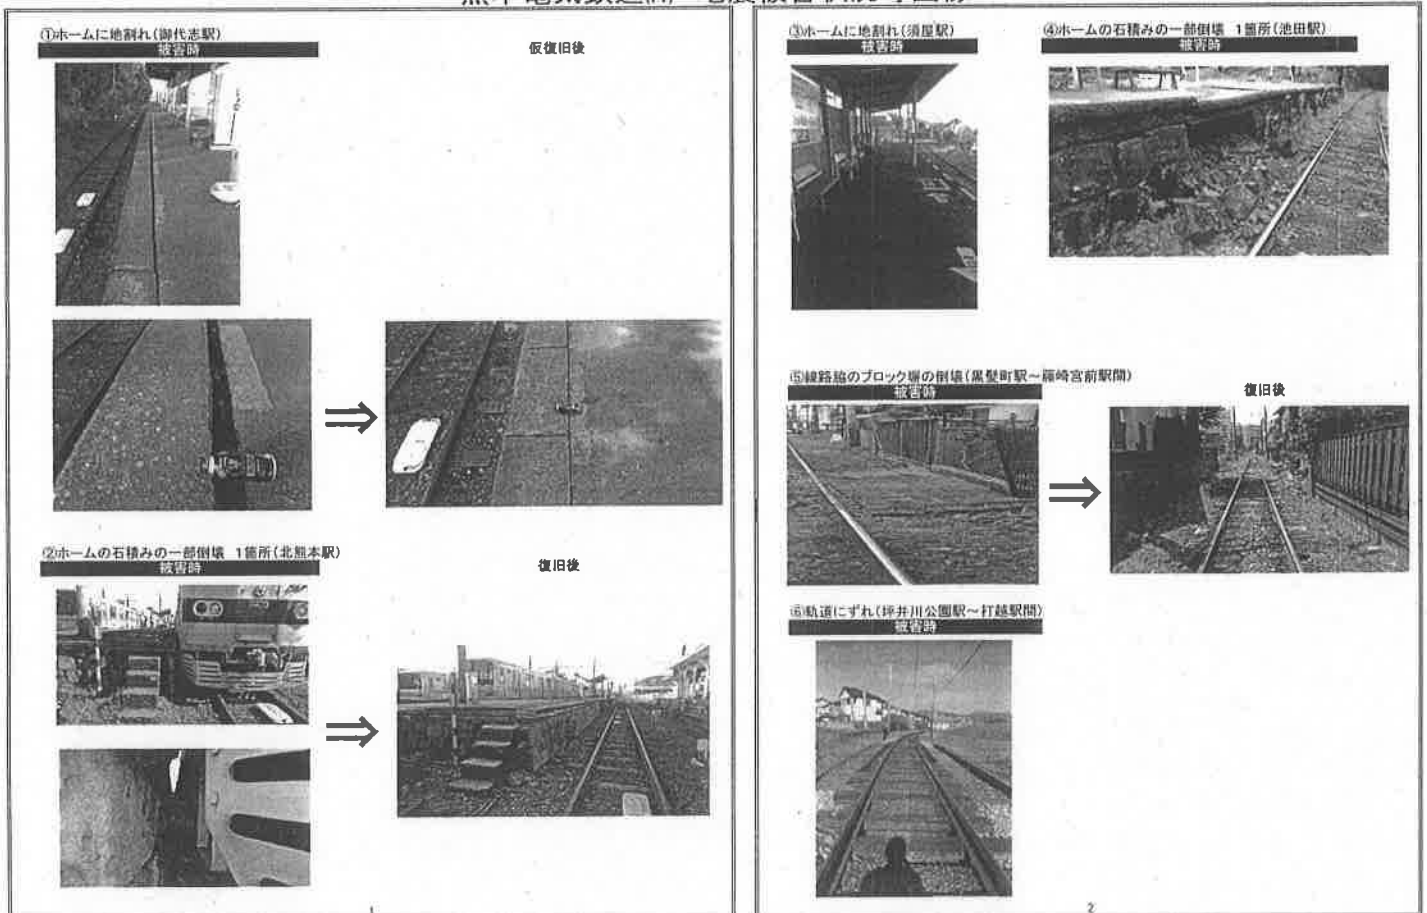 ①ホームに地割れ(御代志駅)
被害時
仮復旧後
②ホームの石積みの一部倒壊 1箇所(北熊本駅)
被害時
復旧後
1
③ホームに地割れ(須屋駅)
被害時
④ホームの石積みの一部倒壊 1箇所(池田駅)
被害時
⑤線路脇のブロック塀の倒壊(黒髪町駅~藤崎宮前駅間)
被害時
復旧後
⑥軌道にずれ(坪井川公園駅~打越駅間)
被害時
2